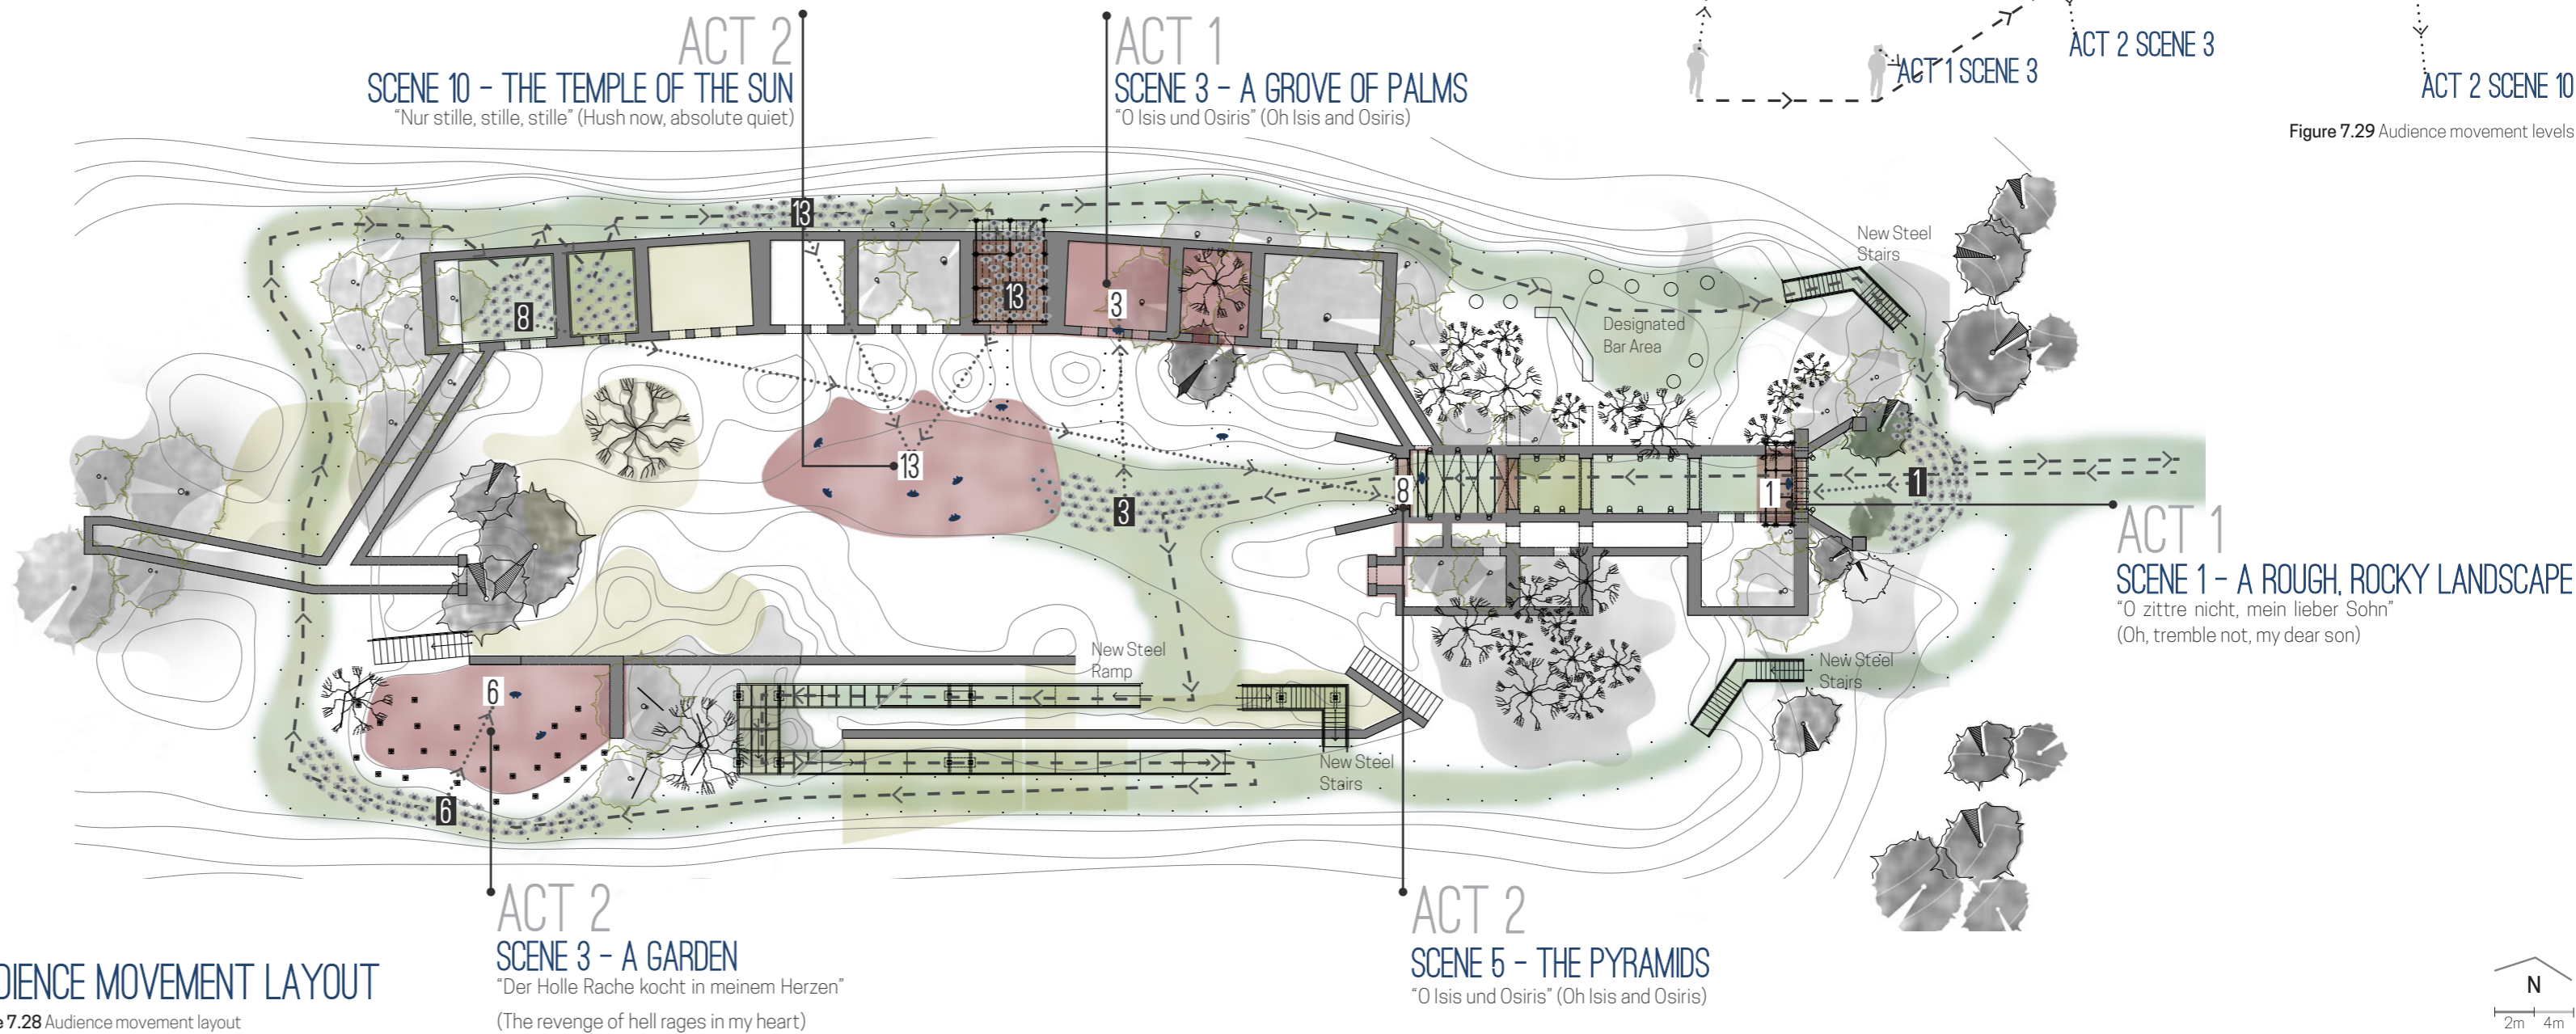 ACT 2
SCENE 10 - THE TEMPLE OF THE SUN
"Nur stille, stille, stille" (Hush now, absolute quiet)
ACT 1
SCENE 3 - A GROVE OF PALMS
"O Isis und Osiris" (Oh Isis and Osiris)
ACT 1 SCENE 3
ACT 2 SCENE 3
ACT 2 SCENE 10
Figure 7.29 Audience movement levels
13
8
13
3
New Steel
Stairs
Designated
Bar Area
13
3
8
1
1
ACT 1
SCENE 1 - A ROUGH, ROCKY LANDSCAPE
"O zittre nicht, mein lieber Sohn"
(Oh, tremble not, my dear son)
New Steel
Ramp
New Steel
Stairs
6
New Steel
Stairs
6
ACT 2
SCENE 3 - A GARDEN
"Der Holle Rache kocht in meinem Herzen"
(The revenge of hell rages in my heart)
ACT 2
SCENE 5 - THE PYRAMIDS
"O Isis und Osiris" (Oh Isis and Osiris)
DIENCE MOVEMENT LAYOUT
e 7.28 Audience movement layout
N
2m 4m